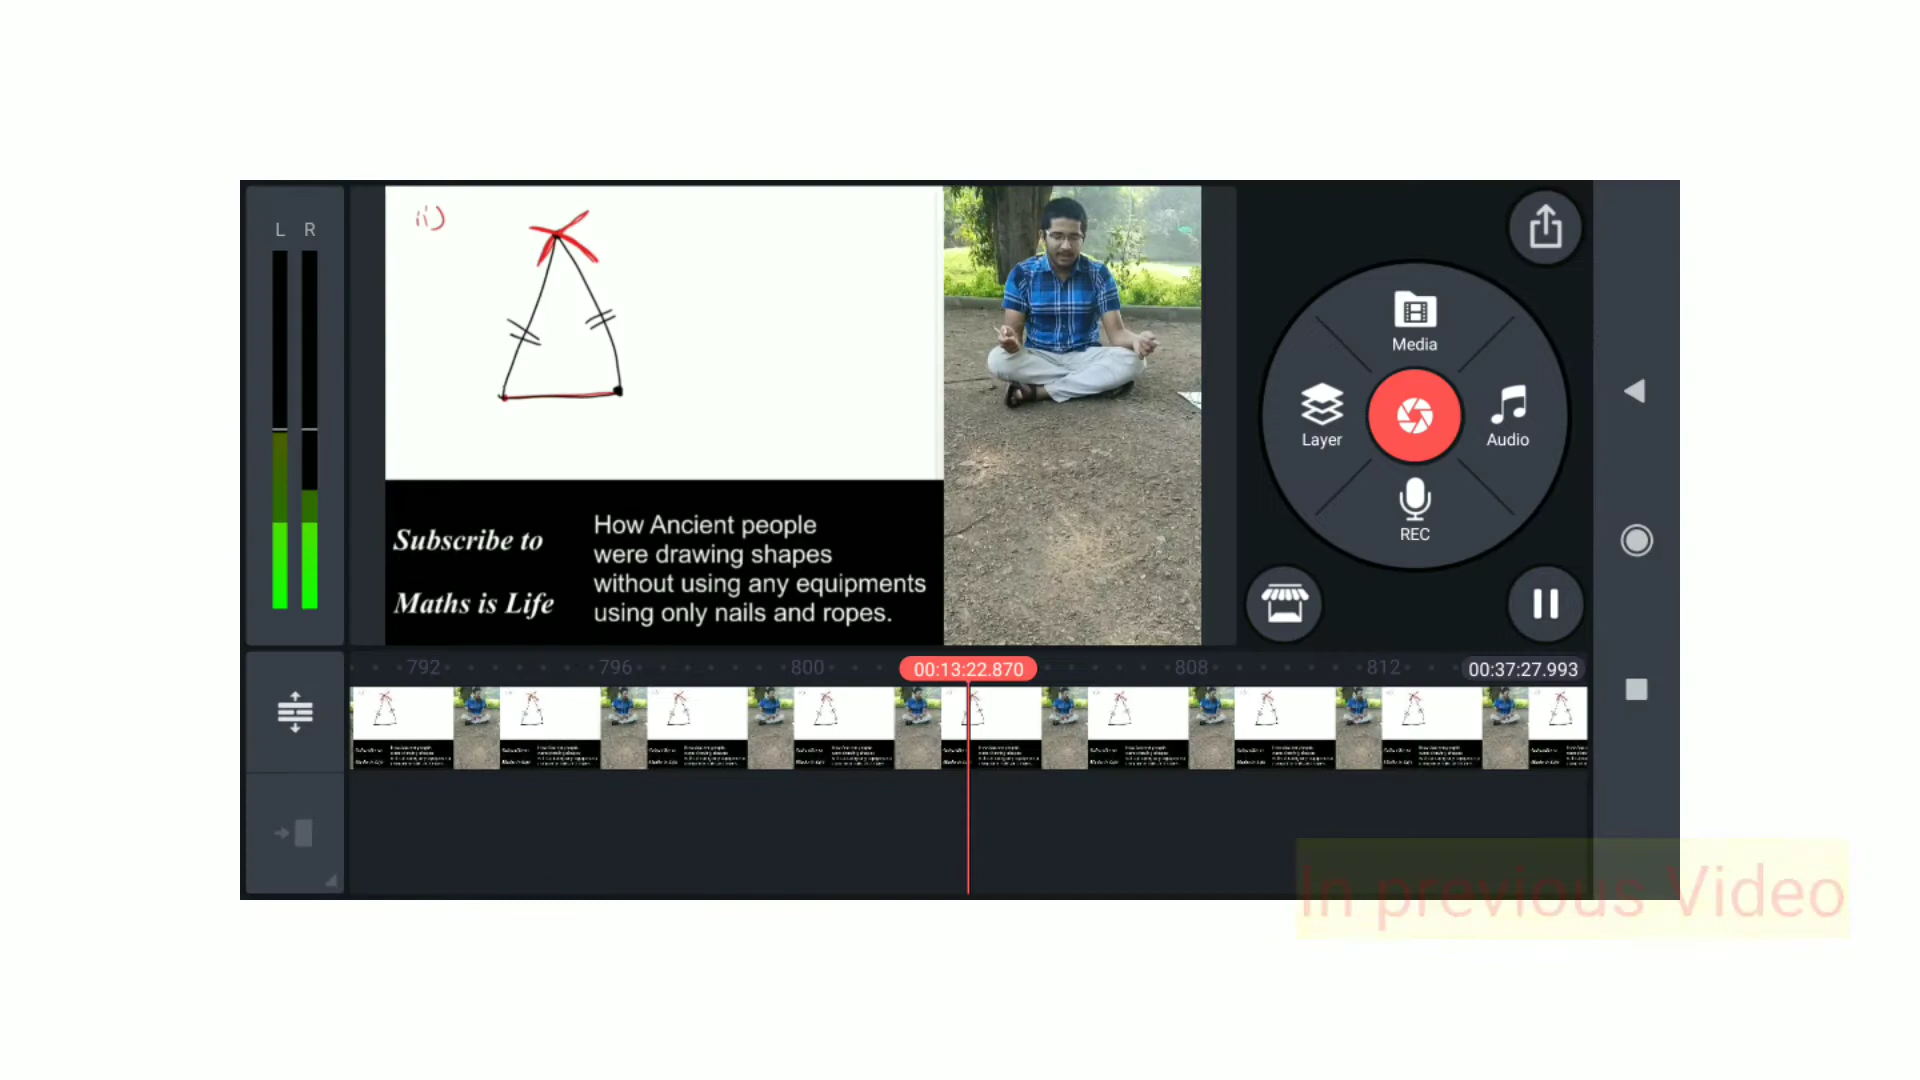 L R
ii)
Subscribe to
Maths is Life
How Ancient people
were drawing shapes
without using any equipments
using only nails and ropes.
Media
Layer
Audio
REC
792
796
800
00:13:22.870
808
812
00:37:27.993
In previous Video